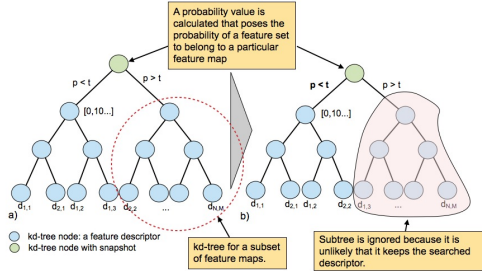 A probability value is
calculated that poses the
probability of a feature set
to belong to a particular
feature map
p < t
p > t
[0,10...]
d1,1
d2,1
d1,2
d1,3
d2,2
...
dN,M,
a)
p < t
p > t
[0,10...]
d1,1
d2,1
d1,2
d2,2
d1,3
...
dN,M
b)
kd-tree node: a feature descriptor
kd-tree node with snapshot
kd-tree for a subset
of feature maps.
Subtree is ignored because it is
unlikely that it keeps the searched
descriptor.